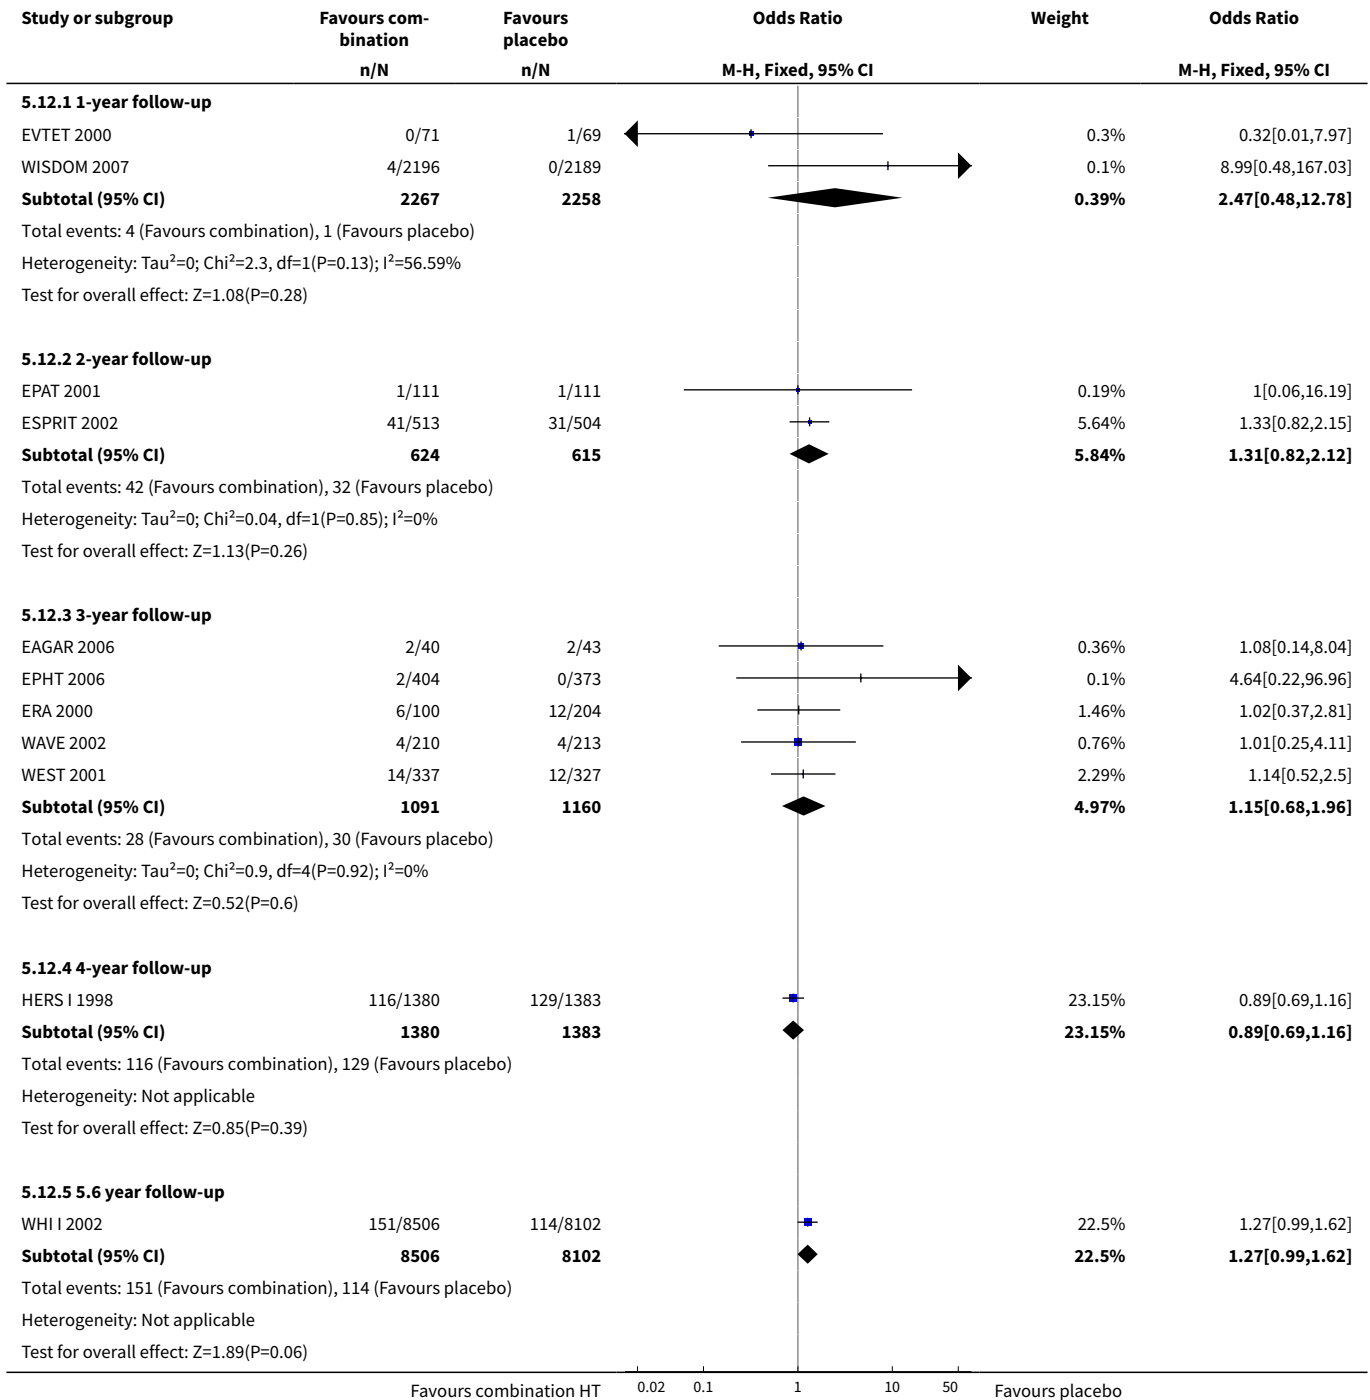 Study or subgroup Favours com- Favours Odds Ratio Weight Odds Ratio
bination placebo
n/N n/N M-H, Fixed, 95% CI M-H, Fixed, 95% CI
5.12.1 1-year follow-up
EVTET 2000 0/71 1/69 0.3% 0.32[0.01,7.97]
WISDOM 2007 4/2196 0/2189 0.1% 8.99[0.48,167.03]
Subtotal (95% CI) 2267 2258 0.39% 2.47[0.48,12.78]
Total events: 4 (Favours combination), 1 (Favours placebo)
Heterogeneity: Tau²=0; Chi²=2.3, df=1(P=0.13); I²=56.59%
Test for overall effect: Z=1.08(P=0.28)
5.12.2 2-year follow-up
EPAT 2001 1/111 1/111 0.19% 1[0.06,16.19]
ESPRIT 2002 41/513 31/504 5.64% 1.33[0.82,2.15]
Subtotal (95% CI) 624 615 5.84% 1.31[0.82,2.12]
Total events: 42 (Favours combination), 32 (Favours placebo)
Heterogeneity: Tau²=0; Chi²=0.04, df=1(P=0.85); I²=0%
Test for overall effect: Z=1.13(P=0.26)
5.12.3 3-year follow-up
EAGAR 2006 2/40 2/43 0.36% 1.08[0.14,8.04]
EPHT 2006 2/404 0/373 0.1% 4.64[0.22,96.96]
ERA 2000 6/100 12/204 1.46% 1.02[0.37,2.81]
WAVE 2002 4/210 4/213 0.76% 1.01[0.25,4.11]
WEST 2001 14/337 12/327 2.29% 1.14[0.52,2.5]
Subtotal (95% CI) 1091 1160 4.97% 1.15[0.68,1.96]
Total events: 28 (Favours combination), 30 (Favours placebo)
Heterogeneity: Tau²=0; Chi²=0.9, df=4(P=0.92); I²=0%
Test for overall effect: Z=0.52(P=0.6)
5.12.4 4-year follow-up
HERS I 1998 116/1380 129/1383 23.15% 0.89[0.69,1.16]
Subtotal (95% CI) 1380 1383 23.15% 0.89[0.69,1.16]
Total events: 116 (Favours combination), 129 (Favours placebo)
Heterogeneity: Not applicable
Test for overall effect: Z=0.85(P=0.39)
5.12.5 5.6 year follow-up
WHI I 2002 151/8506 114/8102 22.5% 1.27[0.99,1.62]
Subtotal (95% CI) 8506 8102 22.5% 1.27[0.99,1.62]
Total events: 151 (Favours combination), 114 (Favours placebo)
Heterogeneity: Not applicable
Test for overall effect: Z=1.89(P=0.06)
Favours combination HT 0.02 0.1 1 10 50 Favours placebo